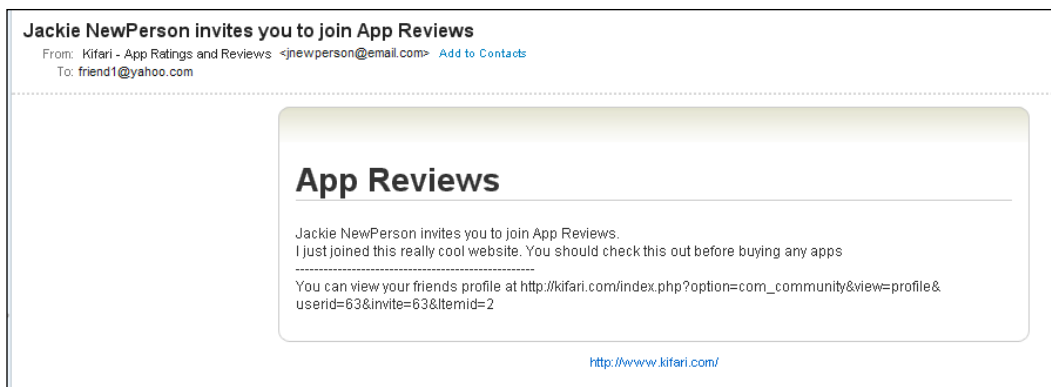 Jackie NewPerson invites you to join App Reviews
From: Kifari - App Ratings and Reviews <jnewperson@email.com> Add to Contacts
To: friend1@yahoo.com
App Reviews
Jackie NewPerson invites you to join App Reviews.
I just joined this really cool website. You should check this out before buying any apps
---------------------------------------------------
You can view your friends profile at http://kifari.com/index.php?option=com_community&view=profile&
userid=63&invite=63&Itemid=2
http://www.kifari.com/